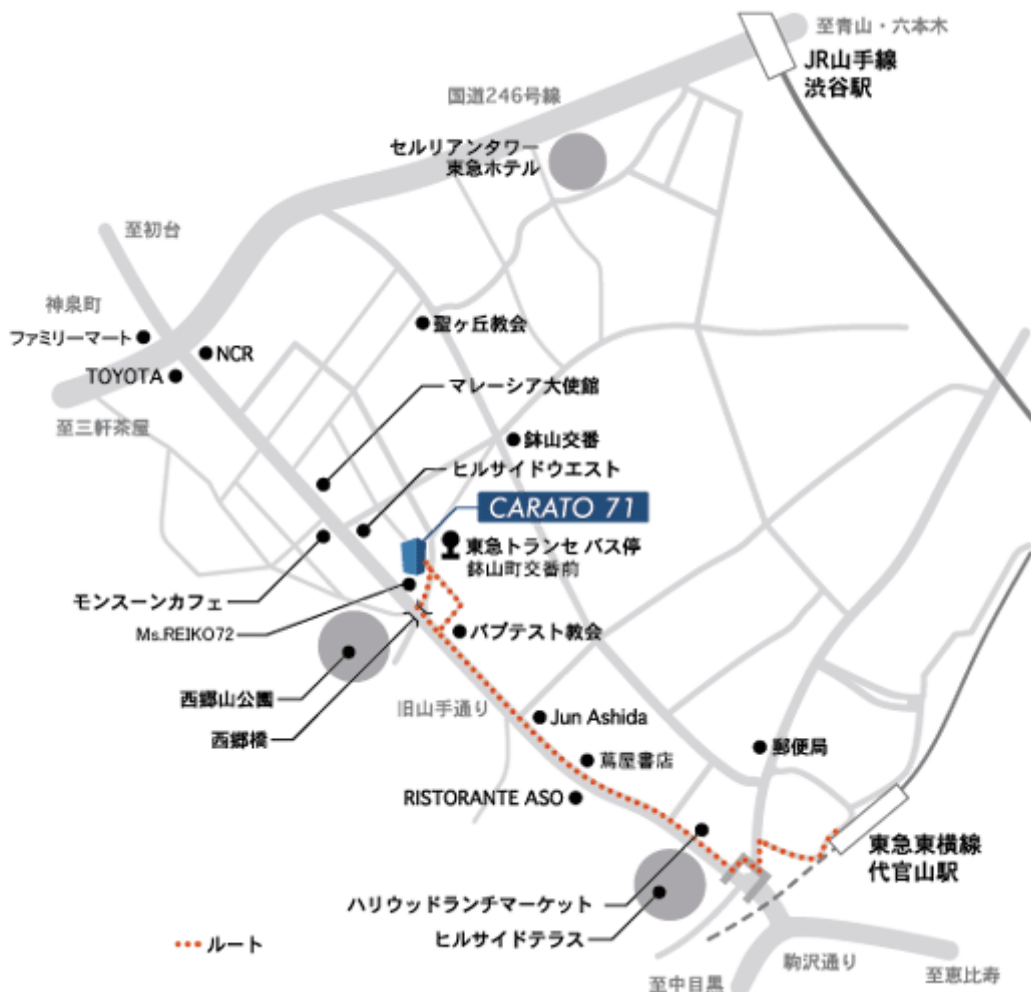 至青山・六本木
JR山手線
渋谷駅
国道246号線
セルリアンタワー
東急ホテル
至初台
神泉町
ファミリーマート
NCR
聖ヶ丘教会
TOYOTA
マレーシア大使館
至三軒茶屋
鉢山交番
ヒルサイドウエスト
CARATO 71
東急トランセ バス停
鉢山町交番前
モンスーンカフェ
Ms.REIKO72
バプテスト教会
西郷山公園
旧山手通り
Jun Ashida
西郷橋
郵便局
蔦屋書店
RISTORANTE ASO
東急東横線
代官山駅
ハリウッドランチマーケット
ヒルサイドテラス
ルート
駒沢通り
至恵比寿
至中目黒